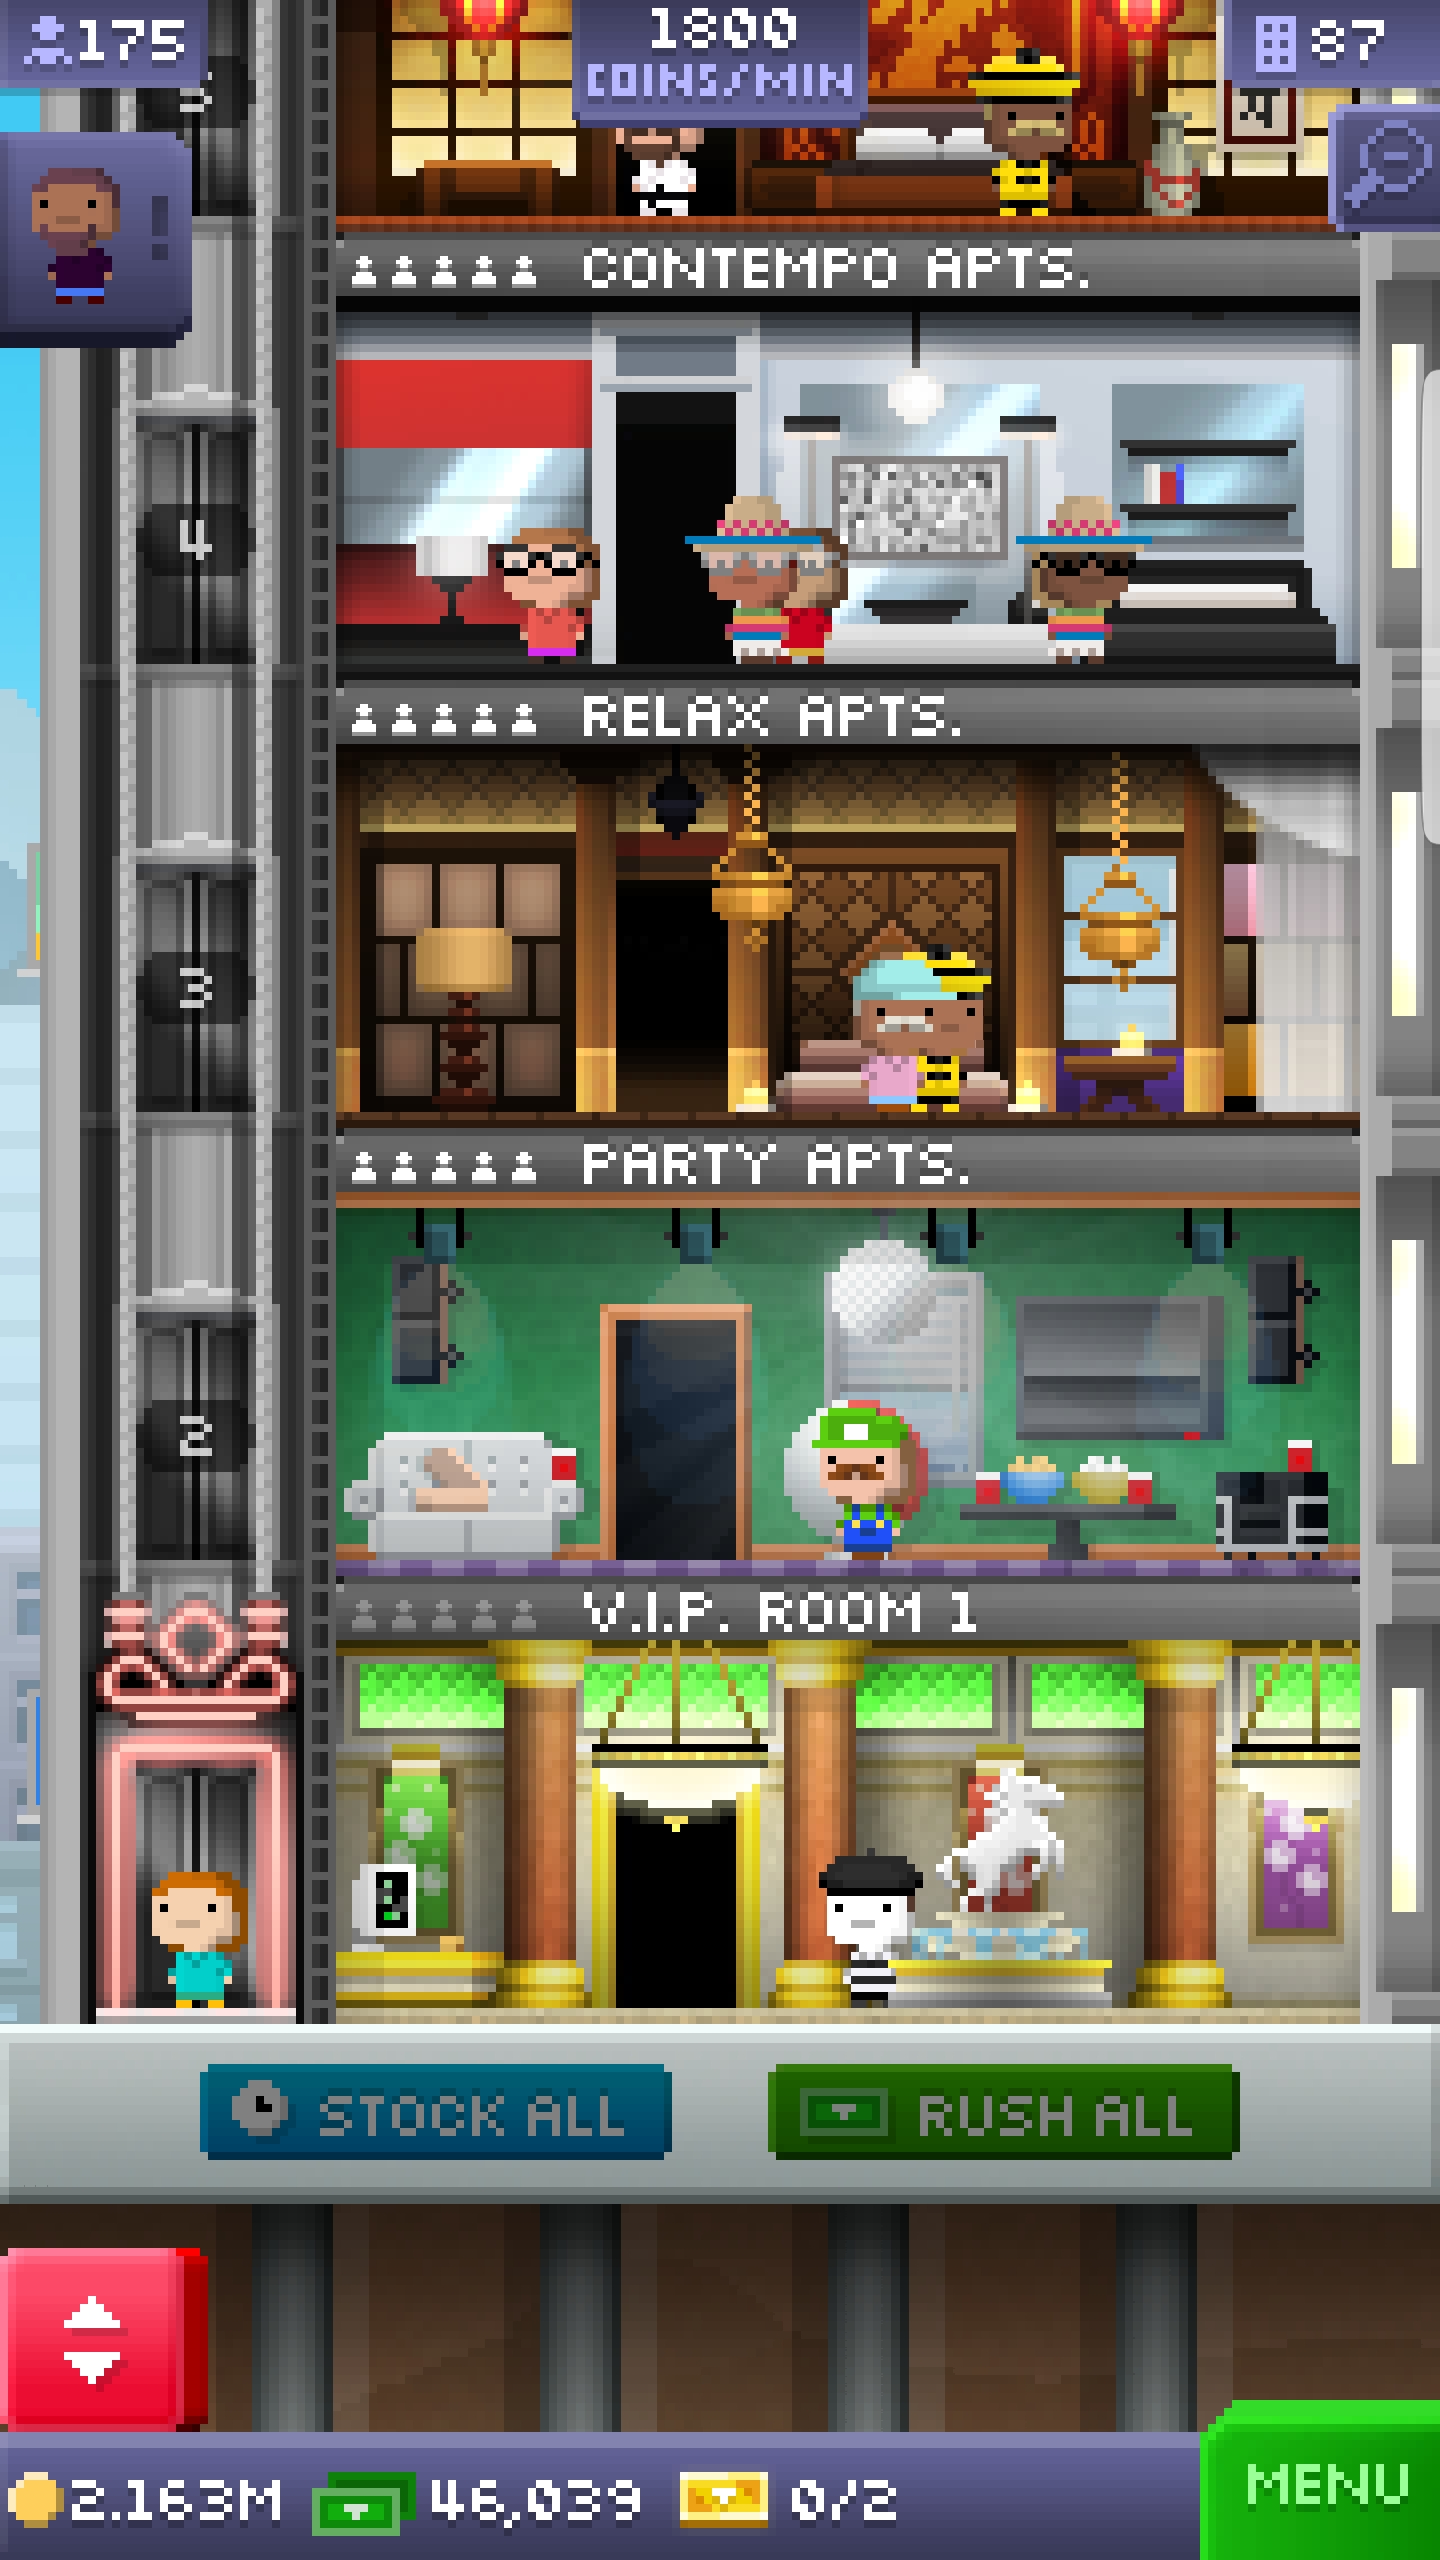 175
1800
COINS/MIN
87
5
!
CONTEMPO APTS.
4
RELAX APTS.
3
PARTY APTS.
2
V.I.P. ROOM 1
STOCK ALL
RUSH ALL
2.163M
46,039
0/2
MENU